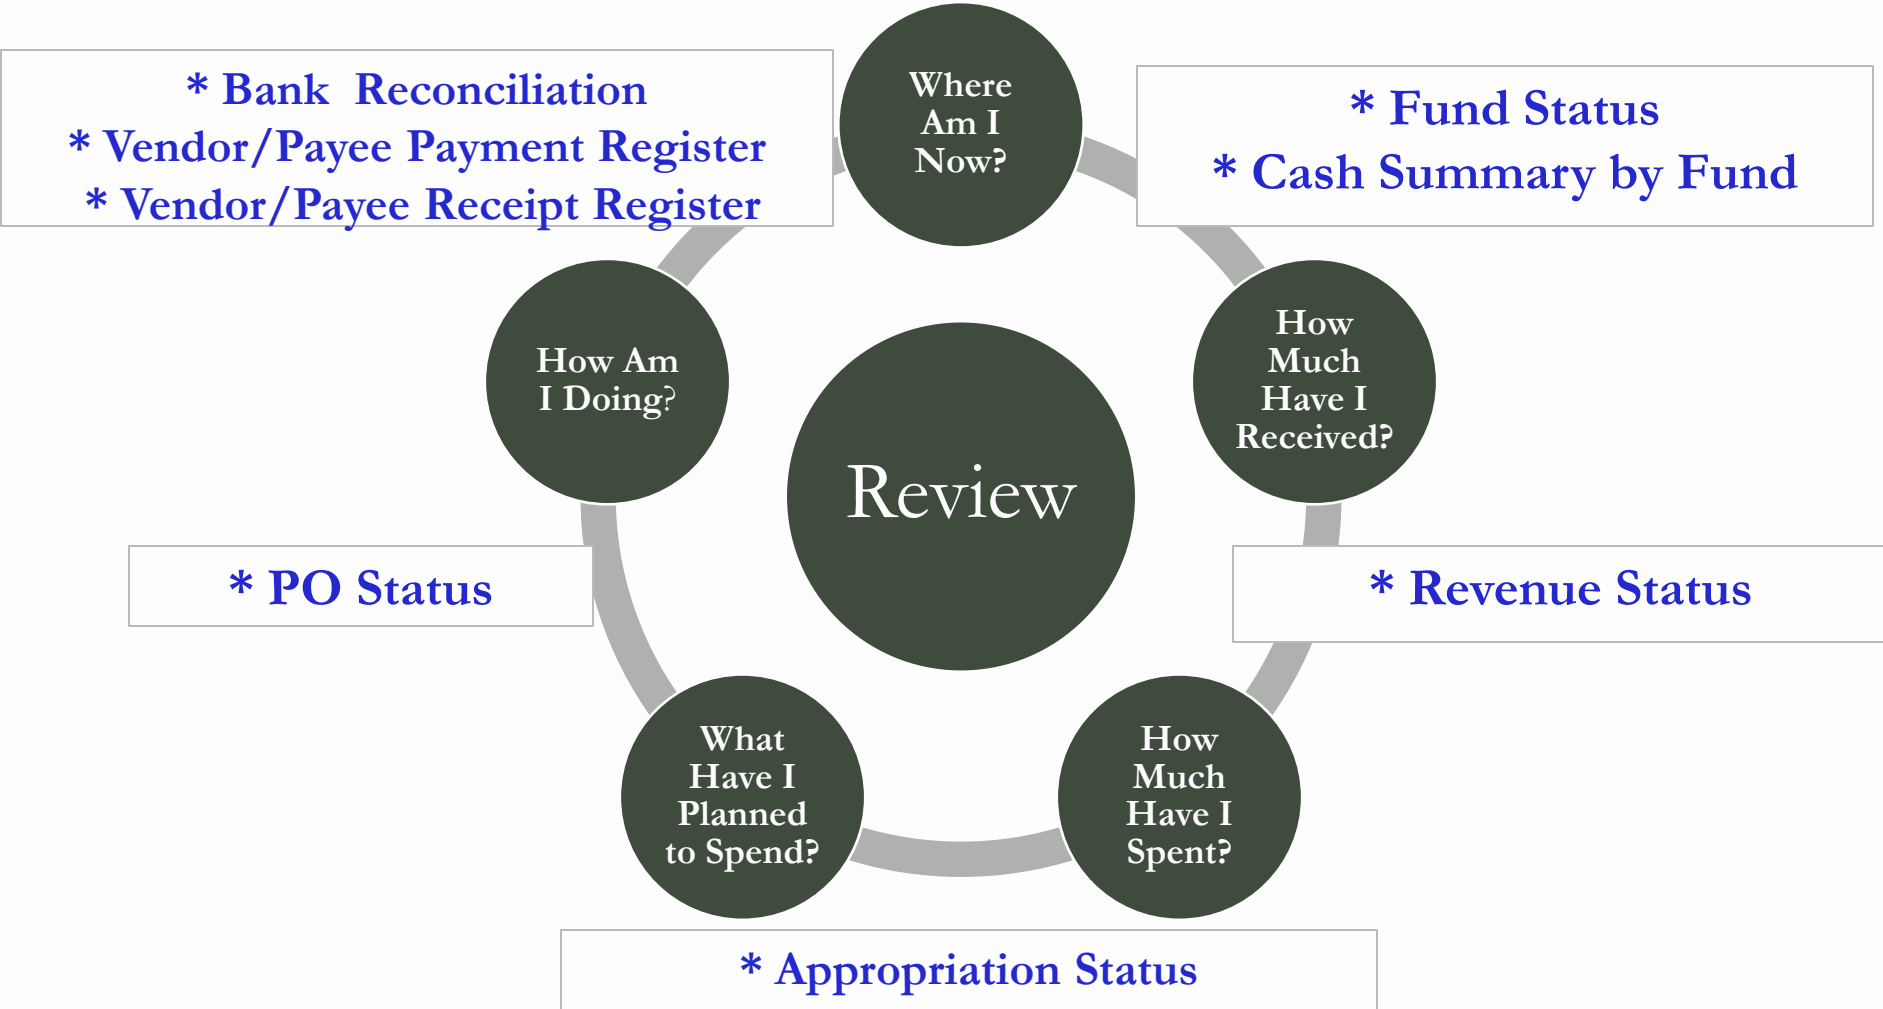 * Bank  Reconciliation
* Vendor/Payee Payment Register
* Vendor/Payee Receipt Register
Where
Am I
Now?
* Fund Status
* Cash Summary by Fund
How Am
I Doing?
Review
How
Much
Have I
Received?
* PO Status
* Revenue Status
What
Have I
Planned
to Spend?
How
Much
Have I
Spent?
* Appropriation Status